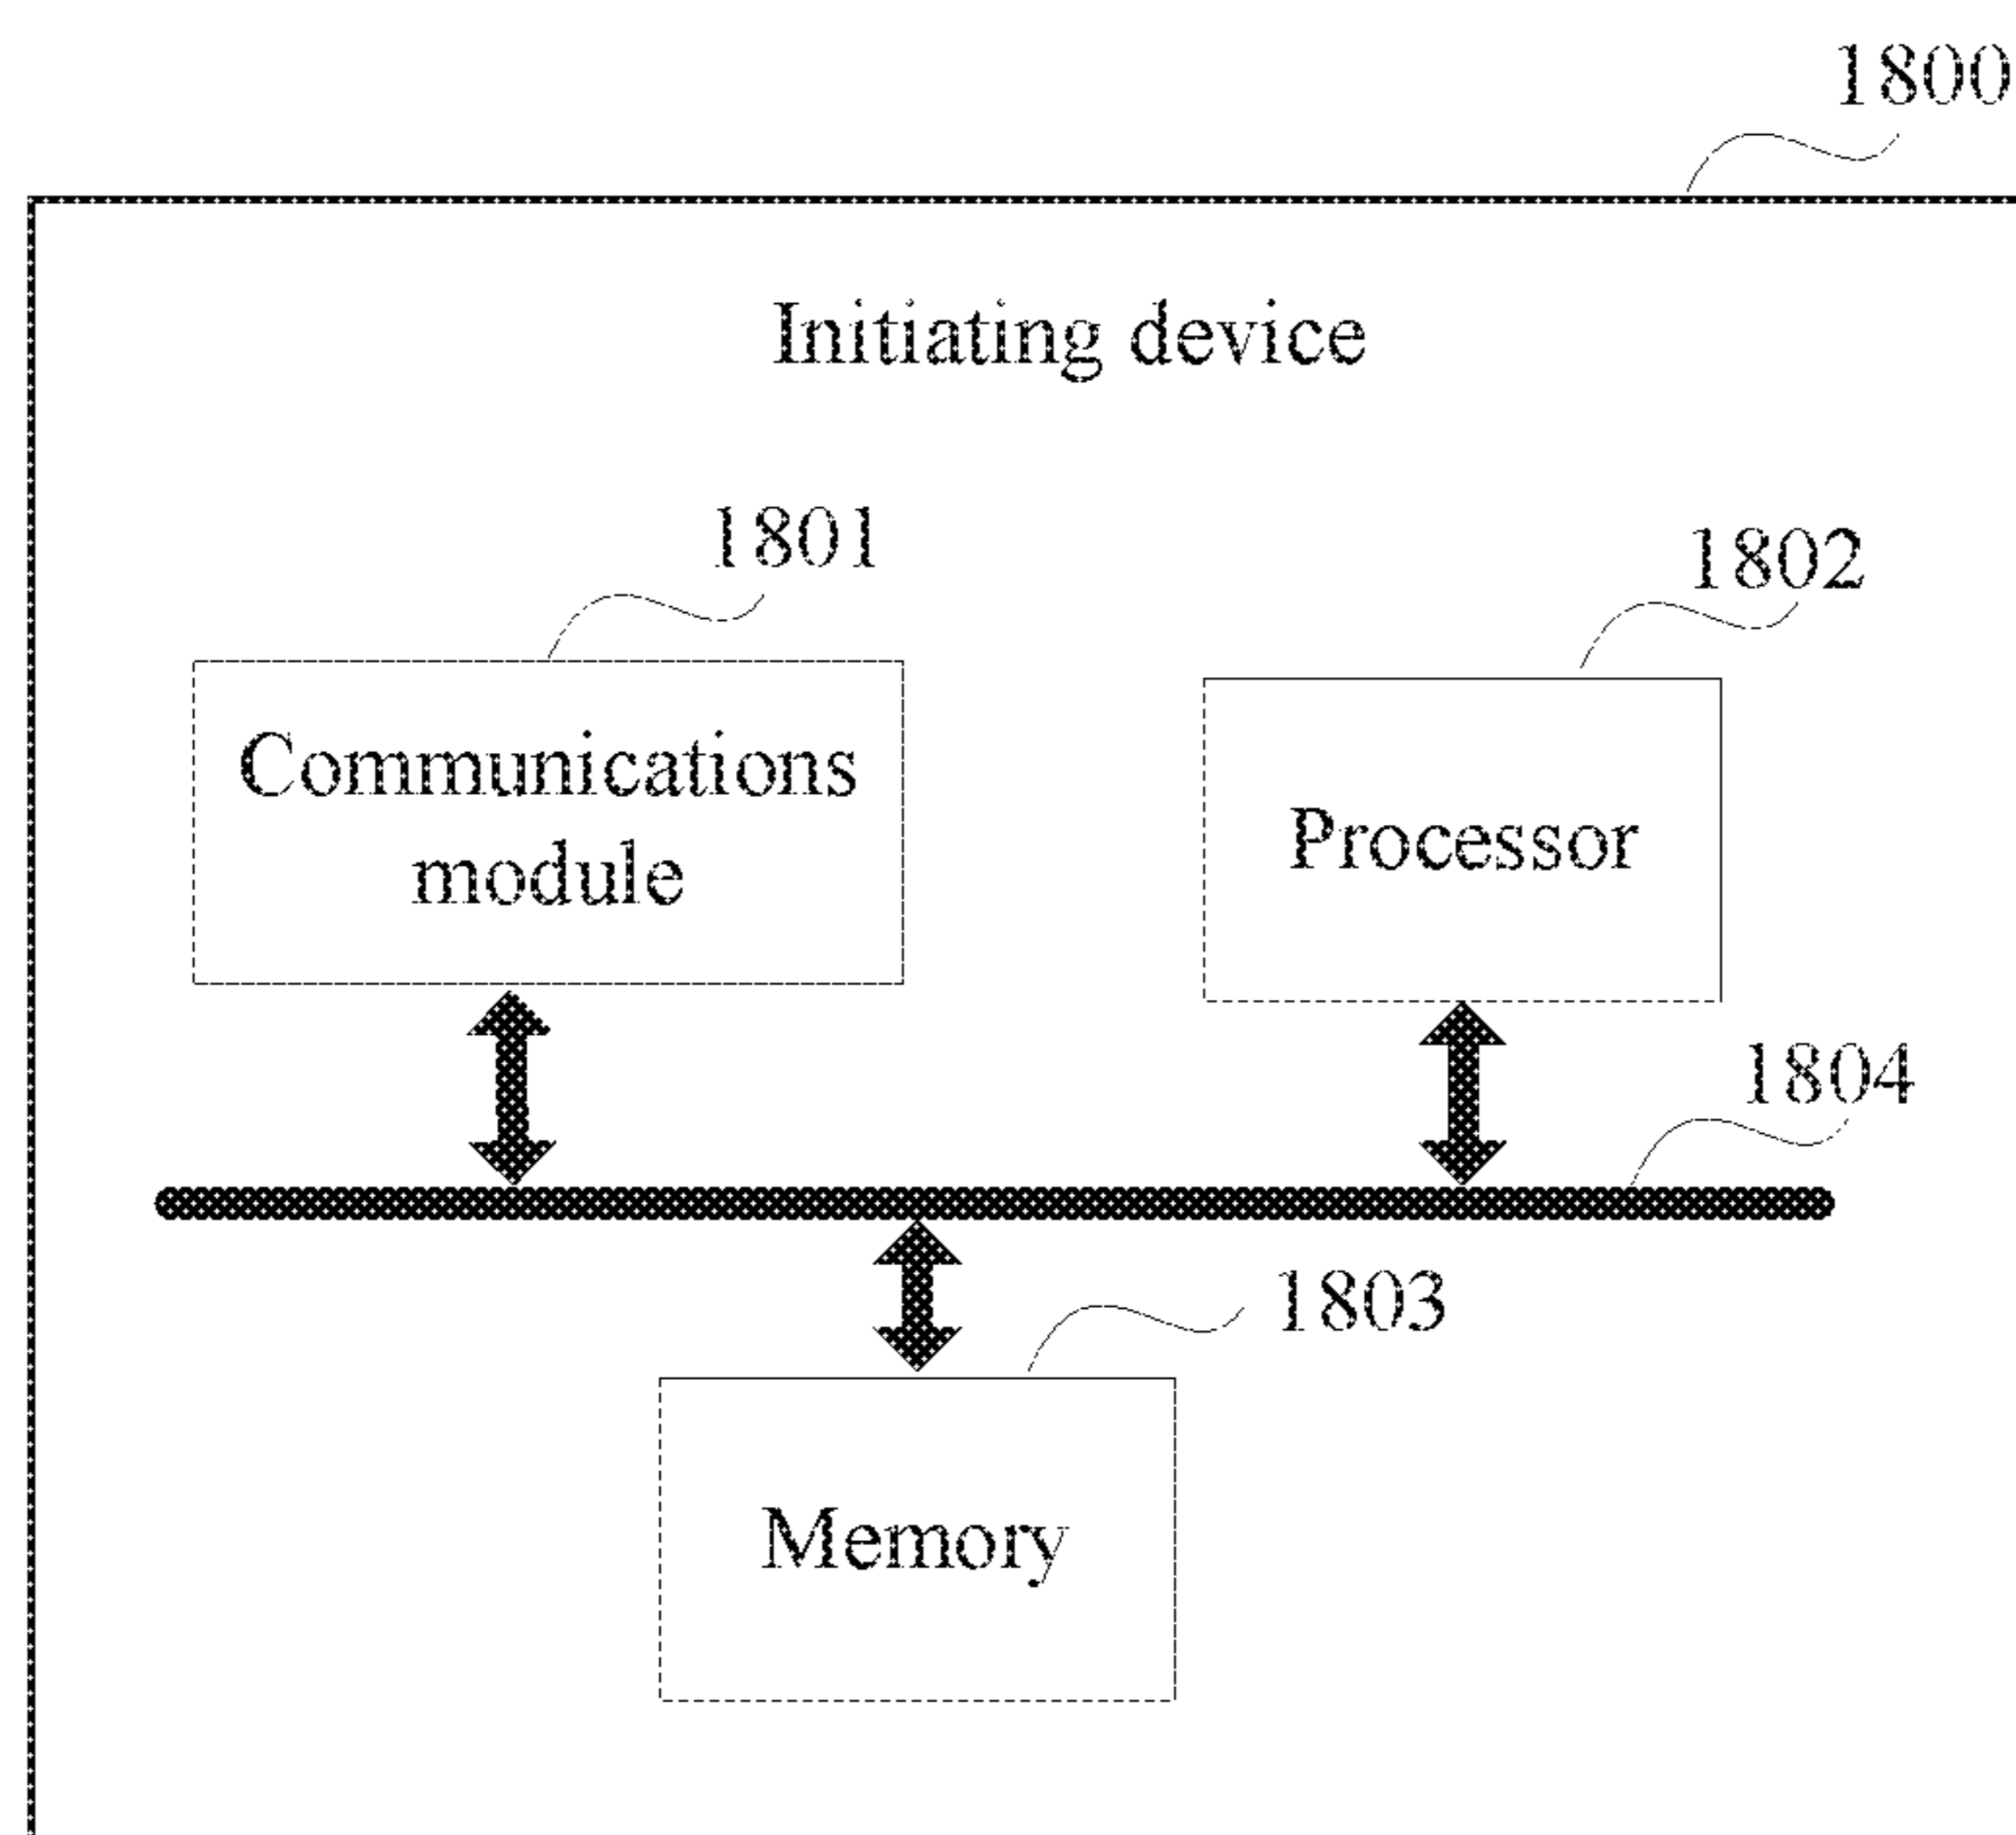 1800
Initiating device
1801
1802
Communications
module
Processor
1804
1803
Memory